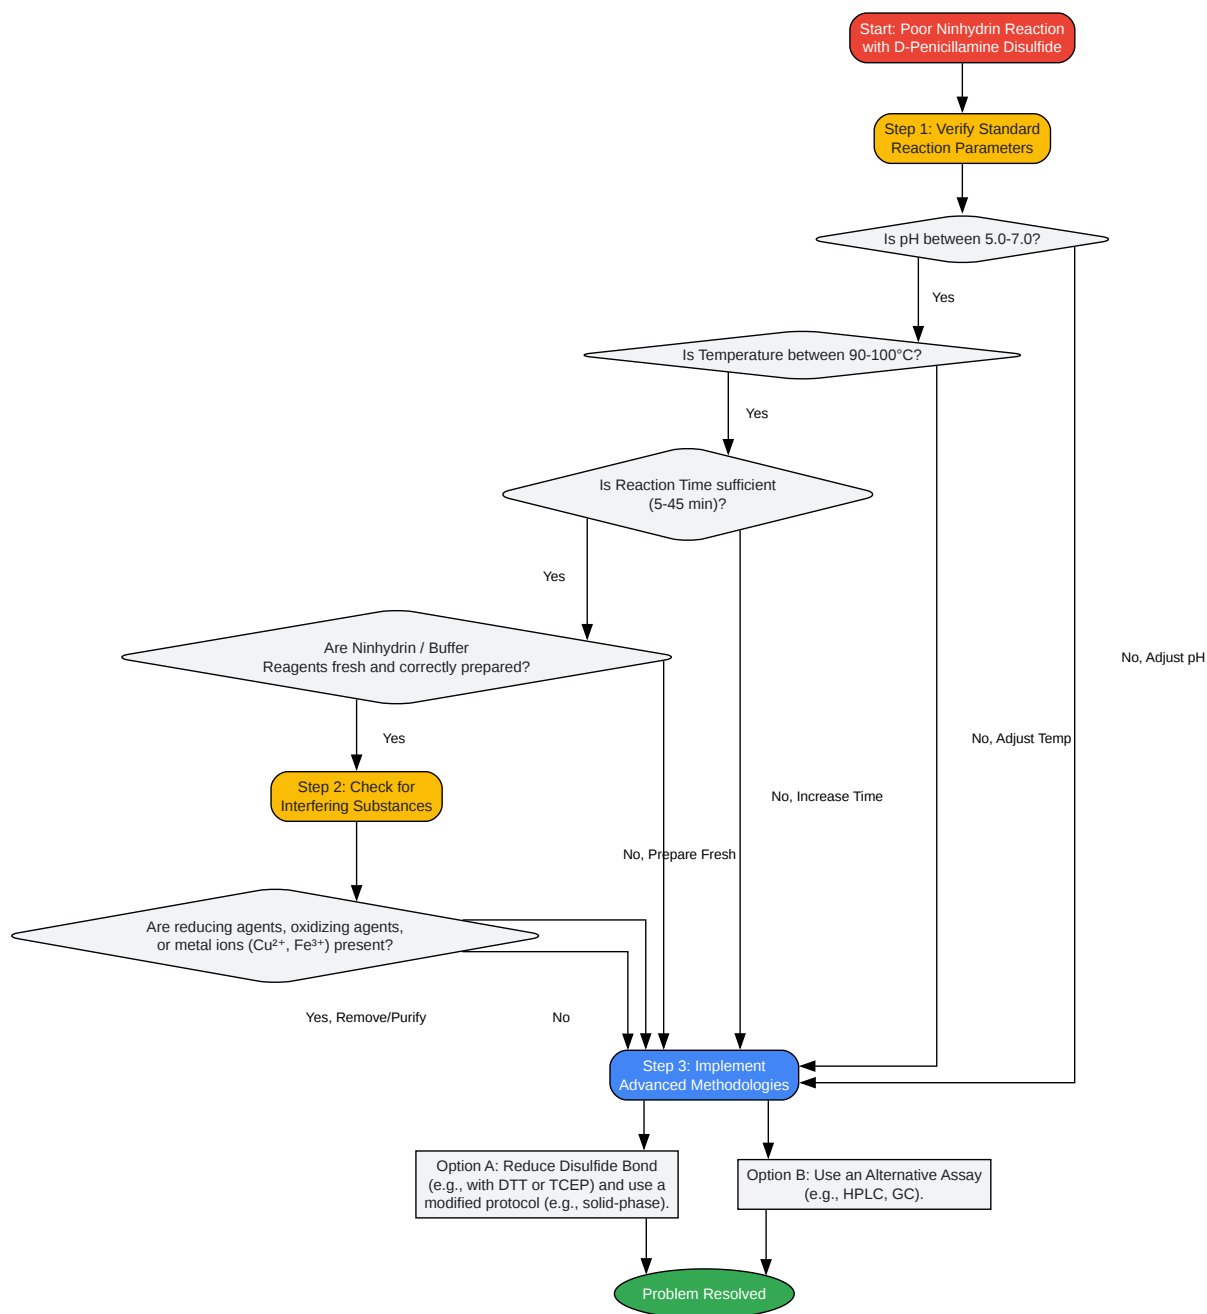 Start: Poor Ninhydrin Reaction
with D-Penicillamine Disulfide
Step 1: Verify Standard
Reaction Parameters
Is pH between 5.0-7.0?
Yes
Is Temperature between 90-100°C?
Yes
Is Reaction Time sufficient
(5-45 min)?
Yes
Are Ninhydrin / Buffer
Reagents fresh and correctly prepared?
No, Adjust pH
Yes
No, Adjust Temp
Step 2: Check for
Interfering Substances
No, Increase Time
No, Prepare Fresh
Are reducing agents, oxidizing agents,
or metal ions (Cu²⁺, Fe³⁺) present?
Yes, Remove/Purify
No
Step 3: Implement
Advanced Methodologies
Option A: Reduce Disulfide Bond
(e.g., with DTT or TCEP) and use a
modified protocol (e.g., solid-phase).
Option B: Use an Alternative Assay
(e.g., HPLC, GC).
Problem Resolved